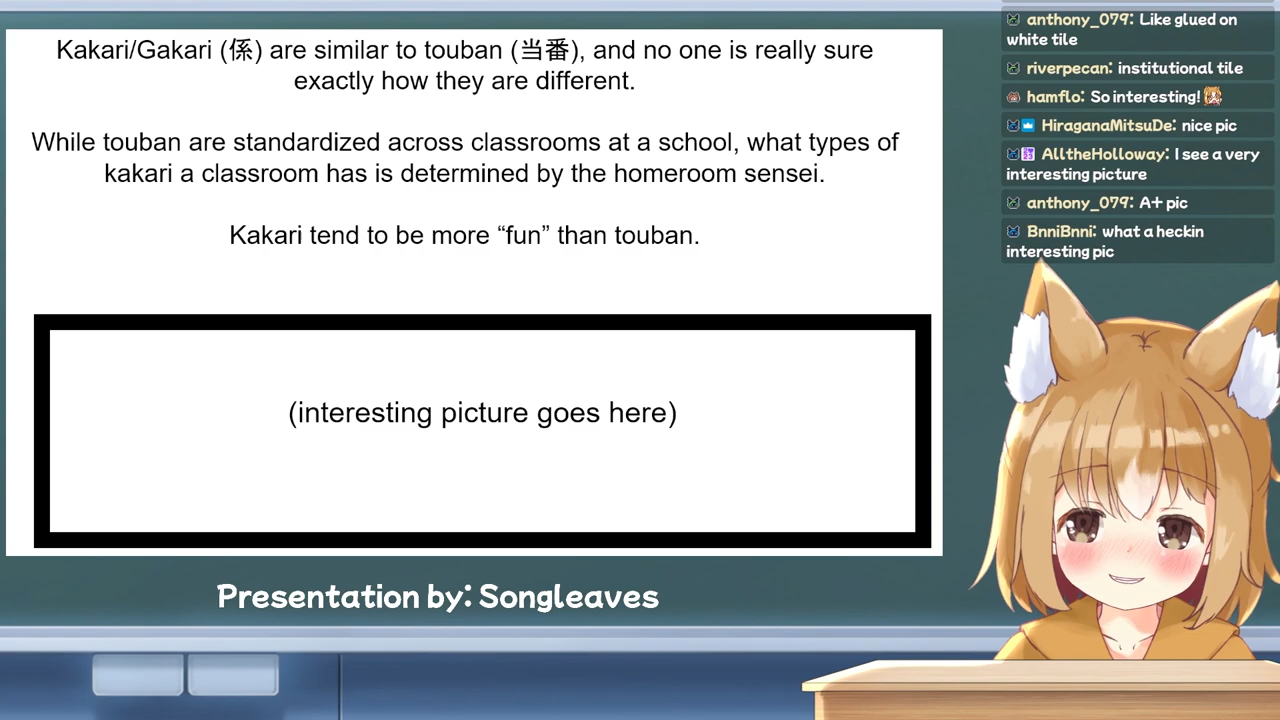 Kakari/Gakari (係) are similar to touban (当番), and no one is really sure
exactly how they are different.
While touban are standardized across classrooms at a school, what types of
kakari a classroom has is determined by the homeroom sensei.
Kakari tend to be more “fun” than touban.
(interesting picture goes here)
Presentation by: Songleaves
anthony_079: Like glued on
white tile
riverpecan: institutional tile
hamflo: So interesting!
HiraganaMitsuDe: nice pic
AlltheHolloway: I see a very
interesting picture
anthony_079: A+ pic
BnniBnni: what a heckin
interesting pic